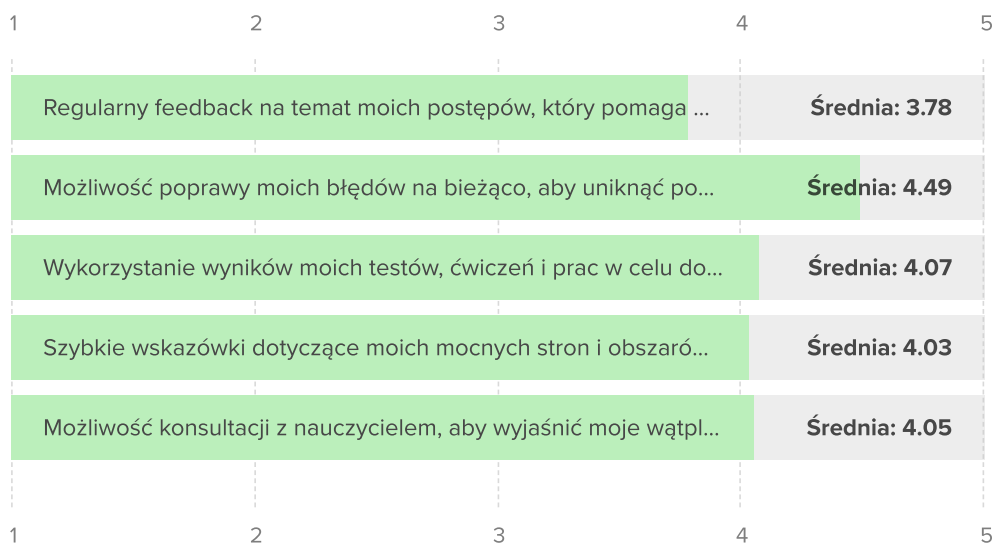 1 2 3 4 5
Regularny feedback na temat moich postępów, który pomaga ... Średnia: 3.78
Możliwość poprawy moich błędów na bieżąco, aby uniknąć po... Średnia: 4.49
Wykorzystanie wyników moich testów, ćwiczeń i prac w celu do... Średnia: 4.07
Szybkie wskazówki dotyczące moich mocnych stron i obszaró... Średnia: 4.03
Możliwość konsultacji z nauczycielem, aby wyjaśnić moje wątpl... Średnia: 4.05
1 2 3 4 5